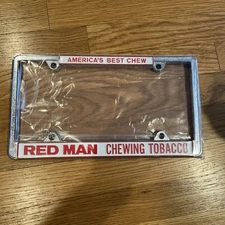 AMERICA'S BEST CHEW
RED MAN CHEWING TOBACCO